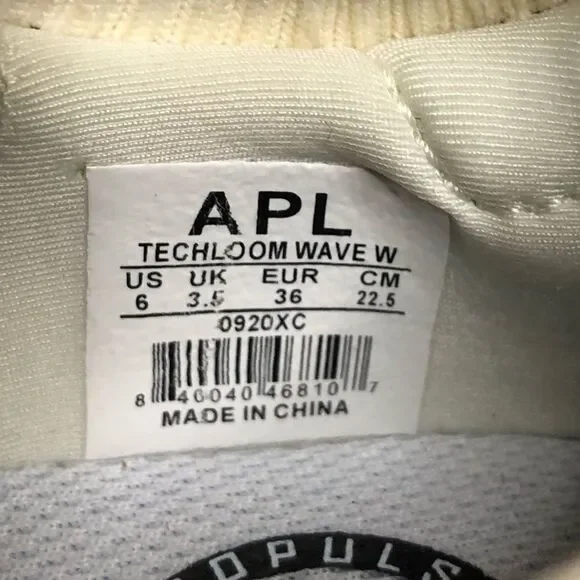 APL
TECHLOOM WAVE W
US UK EUR CM
6 3.5 36 22.5
0920XC
8 40040 46810 7
MADE IN CHINA
OPULS